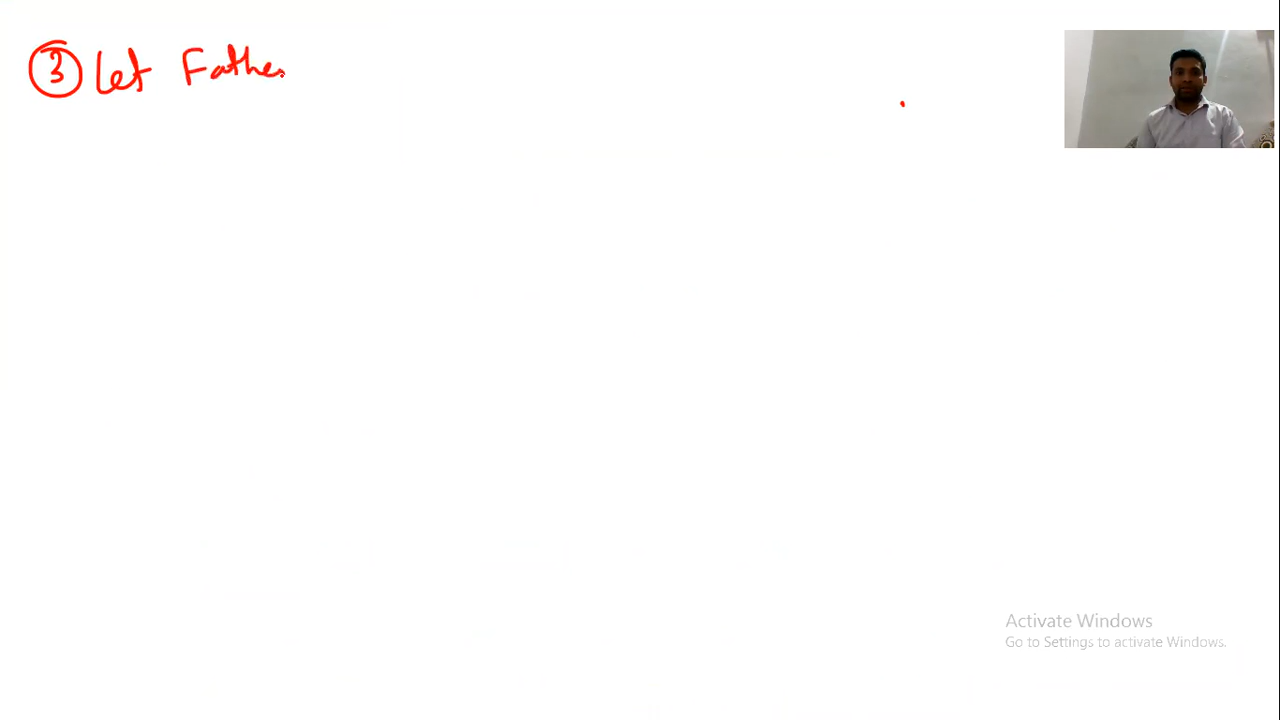 ③ Let Father
Activate Windows
Go to Settings to activate Windows.